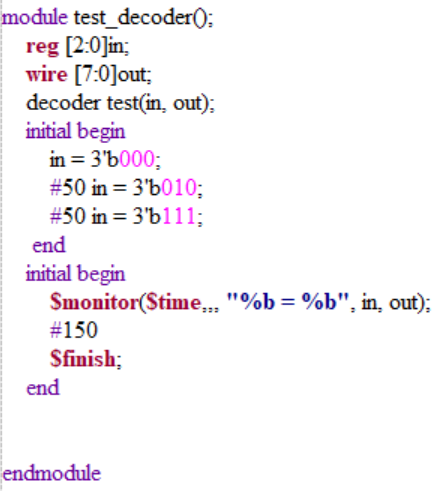 module test_decoder();
reg [2:0]in;
wire [7:0]out;
decoder test(in, out);
initial begin
in = 3'b000;
#50 in = 3'b010;
#50 in = 3'b111;
end
initial begin
$monitor($time,,, "%b = %b", in, out);
#150
$finish;
end
endmodule